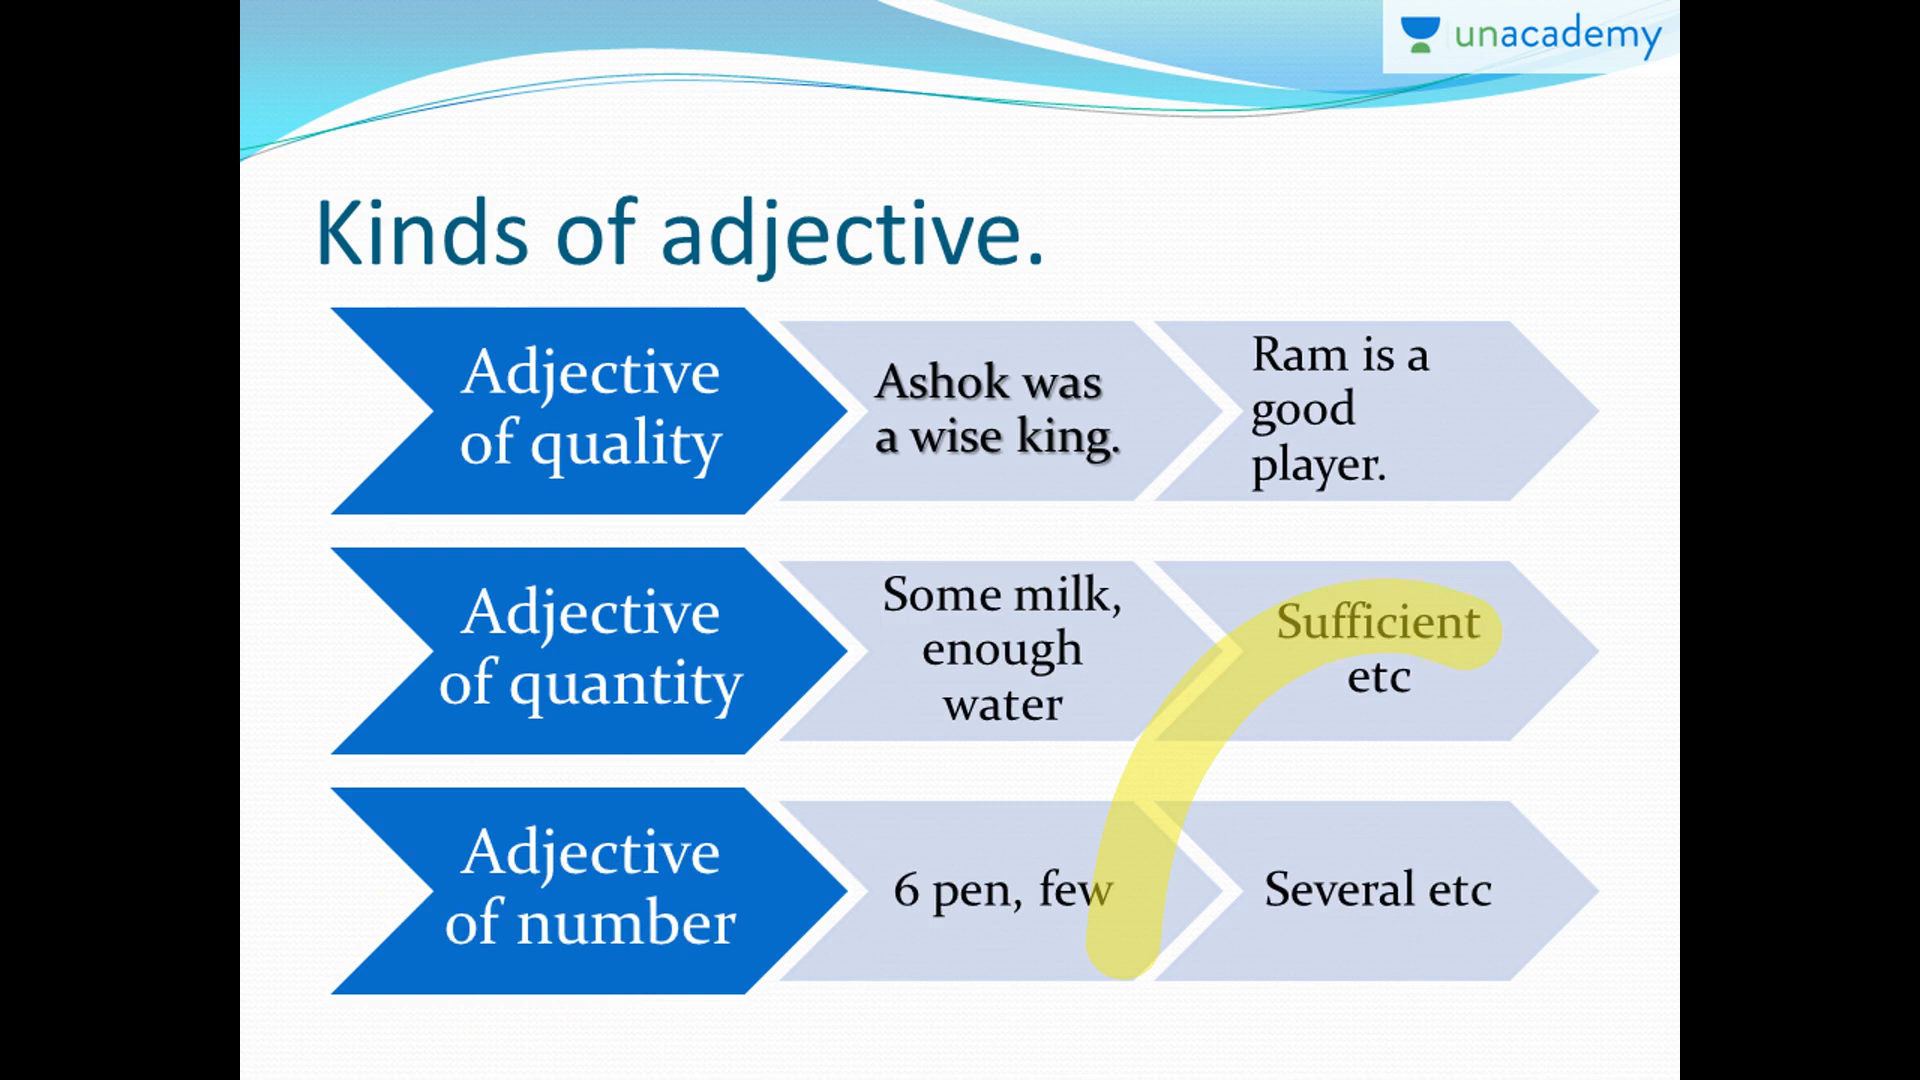 unacademy
Kinds of adjective.
Adjective
of quality
Ashok was
a wise king.
Ram is a
good
player.
Adjective
of quantity
Some milk,
enough
water
Sufficient
etc
Adjective
of number
6 pen, few
Several etc